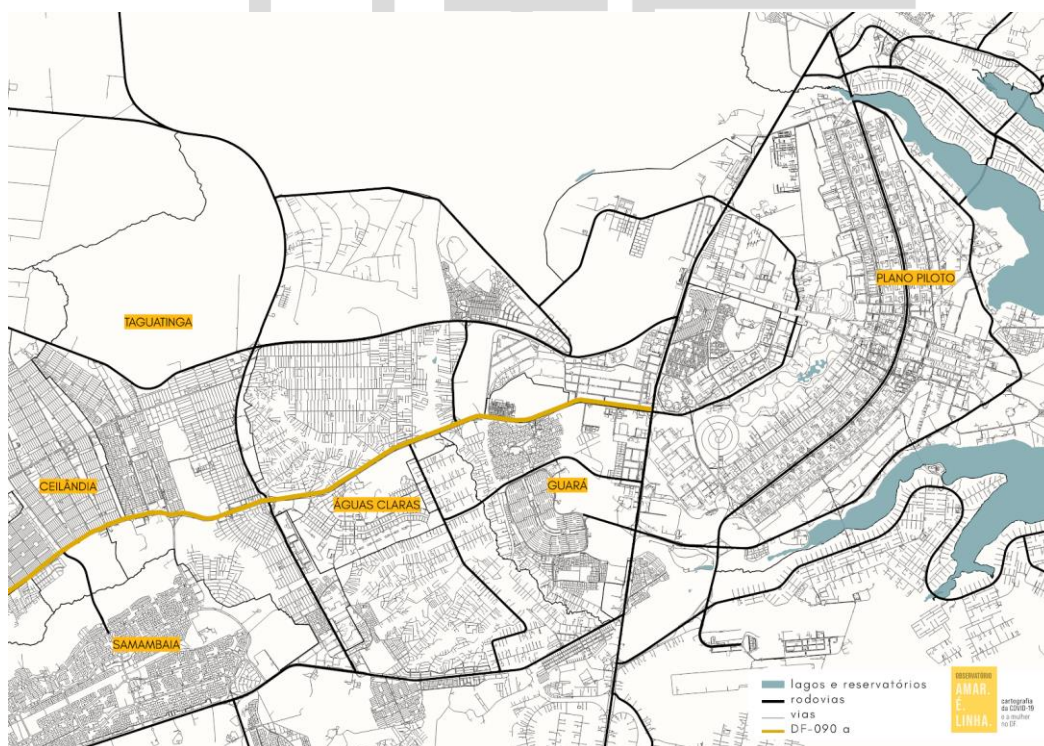 PLANO PILOTO
TAGUATINGA
CEILÂNDIA
ÁGUAS CLARAS
GUARÁ
SAMAMBAIA
lagos e reservatórios
rodovias
vias
DF-090 a
OBSERVATÓRIO
AMAR.
É.
LINHA.
cartografia
da COVID-19
e a mulher
no DF.